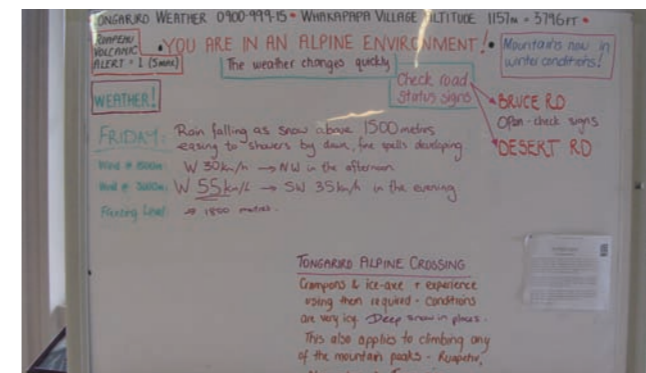 TONGARIRO WEATHER 0900-999-15 • WHAKAPAPA VILLAGE ALTITUDE 1157m = 3796FT •
RUAPEHU
VOLCANIC
ALERT = 1 (5 max)
• YOU ARE IN AN ALPINE ENVIRONMENT! •
Mountains now in
winter conditions!
The weather changes quickly
Check road
status signs
WEATHER!
BRUCE RD
Open - check signs
DESERT RD
FRIDAY: Rain falling as snow above 1500 metres
easing to showers by dawn, fine spells developing
Wind @ 1500m: W 30km/h → NW in the afternoon
Wind @ 3000m: W 55km/h → SW 35km/h in the evening
Freezing Level: → 1800 metres.
TONGARIRO ALPINE CROSSING
Crampons & ice-axe + experience
using them required - conditions
are very icy. Deep snow in places.
This also applies to climbing any
of the mountain peaks - Ruapehu,